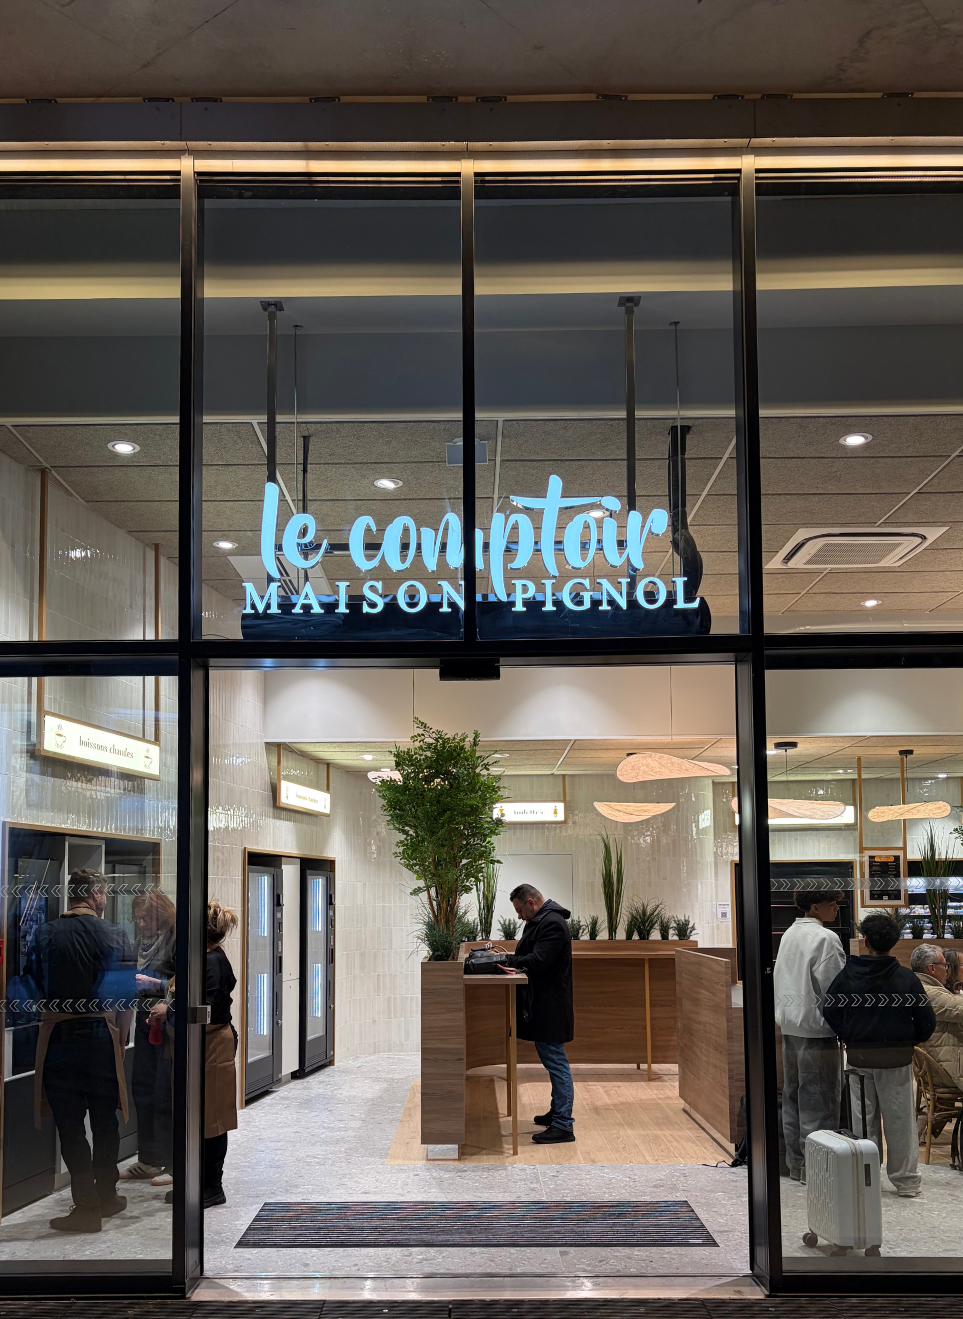 le comptoir
MAISON PIGNOL
boissons chaudes